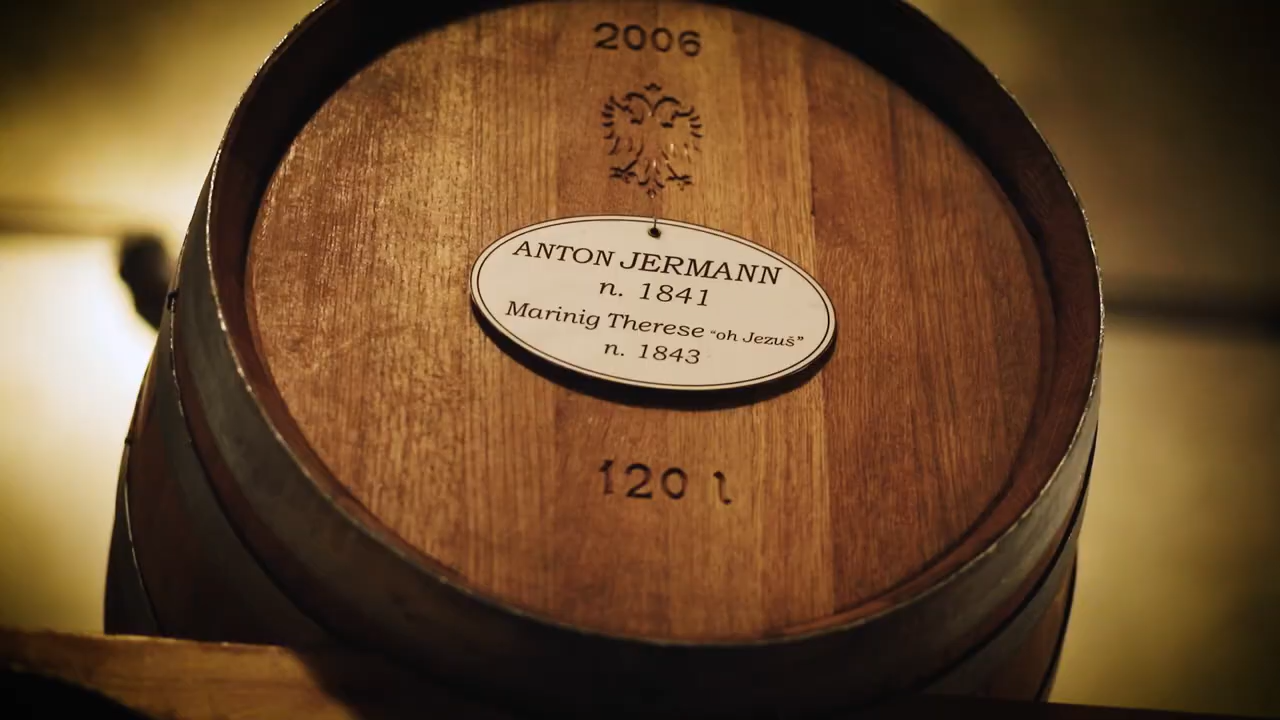 2006
ANTON JERMANN
n. 1841
Marinig Therese “oh Jezuš”
n. 1843
120 l